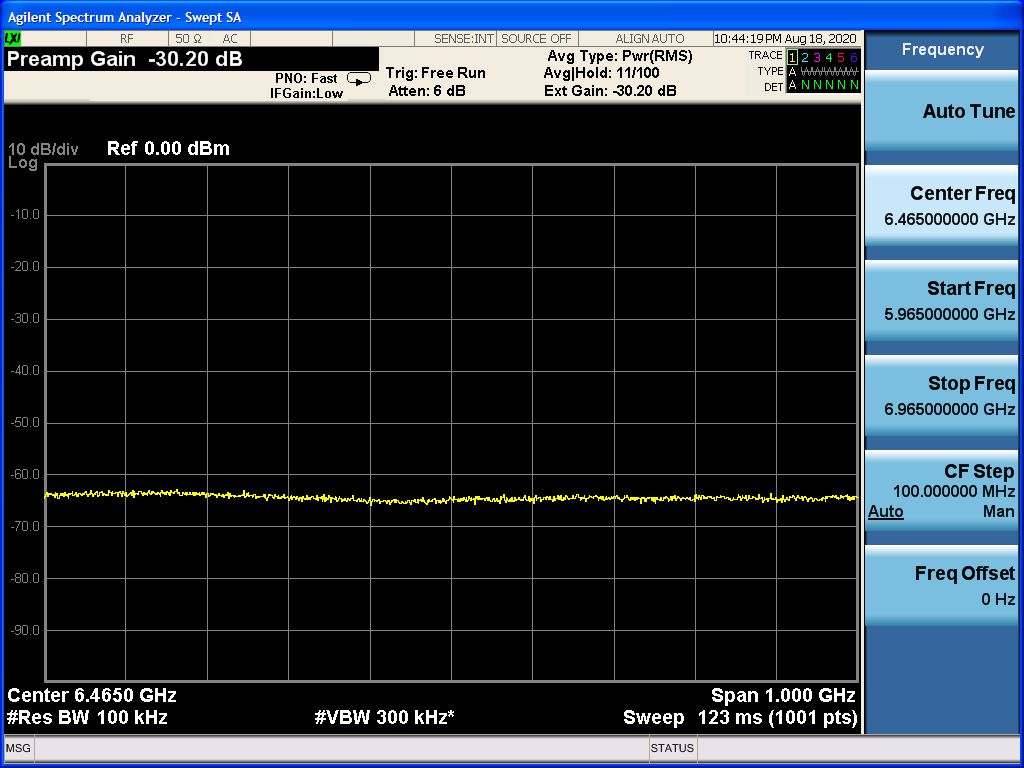 Agilent Spectrum Analyzer - Swept SA
LXI RF 50 Ω AC SENSE:INT SOURCE OFF ALIGN AUTO 10:44:19 PM Aug 18, 2020
Preamp Gain -30.20 dB
PNO: Fast
IFGain:Low
Trig: Free Run
Atten: 6 dB
Avg Type: Pwr(RMS)
Avg|Hold: 11/100
Ext Gain: -30.20 dB
TRACE 1 2 3 4 5 6
TYPE A WWWWW
DET A N N N N N
10 dB/div Ref 0.00 dBm
Log
-10.0
-20.0
-30.0
-40.0
-50.0
-60.0
-70.0
-80.0
-90.0
Center 6.4650 GHz Span 1.000 GHz
#Res BW 100 kHz #VBW 300 kHz* Sweep 123 ms (1001 pts)
MSG STATUS
Frequency
Auto Tune
Center Freq
6.465000000 GHz
Start Freq
5.965000000 GHz
Stop Freq
6.965000000 GHz
CF Step
100.000000 MHz
Auto Man
Freq Offset
0 Hz